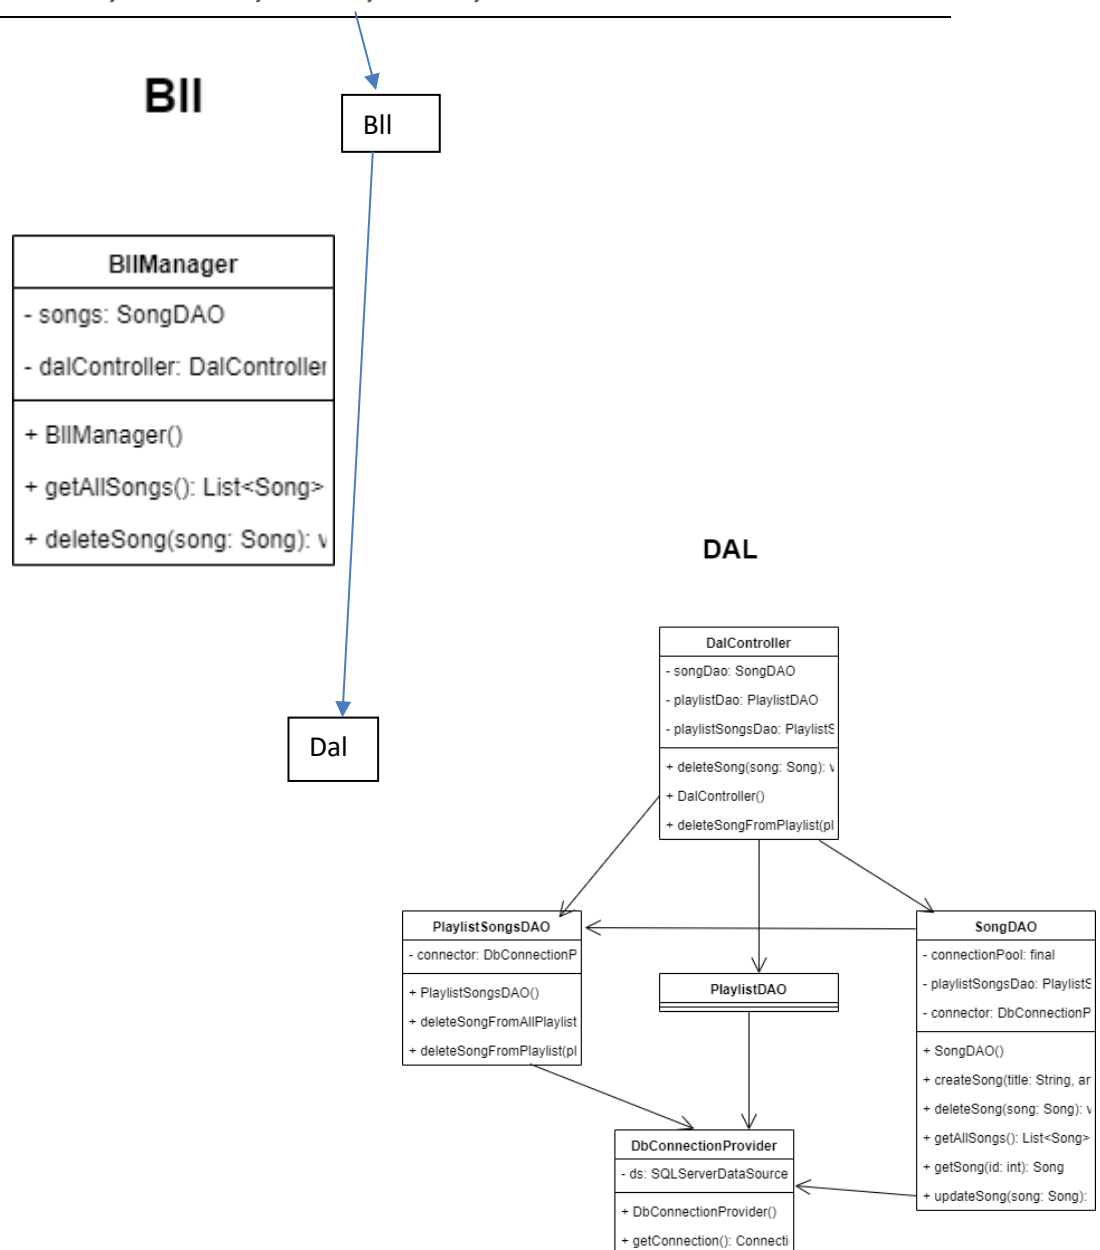 Bll
Bll
BllManager
- songs: SongDAO
- dalController: DalController
+ BllManager()
+ getAllSongs(): List<Song>
+ deleteSong(song: Song): v
DAL
DalController
- songDao: SongDAO
- playlistDao: PlaylistDAO
- playlistSongsDao: PlaylistS
+ deleteSong(song: Song): v
+ DalController()
+ deleteSongFromPlaylist(pl
Dal
PlaylistSongsDAO
- connector: DbConnectionP
+ PlaylistSongsDAO()
+ deleteSongFromAllPlaylist
+ deleteSongFromPlaylist(pl
PlaylistDAO
SongDAO
- connectionPool: final
- playlistSongsDao: PlaylistS
- connector: DbConnectionP
+ SongDAO()
+ createSong(title: String, ar
+ deleteSong(song: Song): v
+ getAllSongs(): List<Song>
+ getSong(id: int): Song
+ updateSong(song: Song):
DbConnectionProvider
- ds: SQLServerDataSource
+ DbConnectionProvider()
+ getConnection(): Connecti